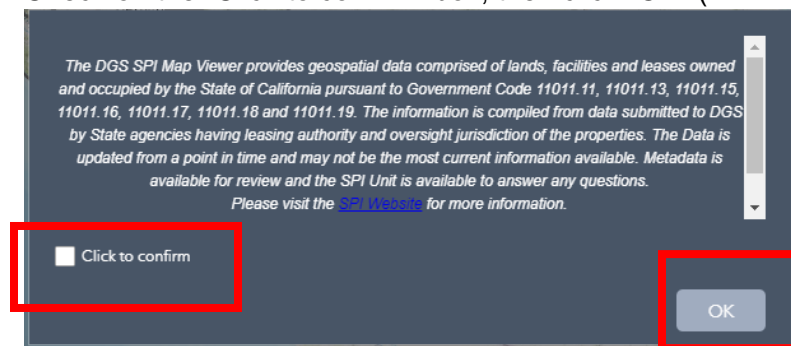 The DGS SPI Map Viewer provides geospatial data comprised of lands, facilities and leases owned
and occupied by the State of California pursuant to Government Code 11011.11, 11011.13, 11011.15,
11011.16, 11011.17, 11011.18 and 11011.19. The information is compiled from data submitted to DGS
by State agencies having leasing authority and oversight jurisdiction of the properties. The Data is
updated from a point in time and may not be the most current information available. Metadata is
available for review and the SPI Unit is available to answer any questions.
Please visit the SPI Website for more information.
Click to confirm
OK